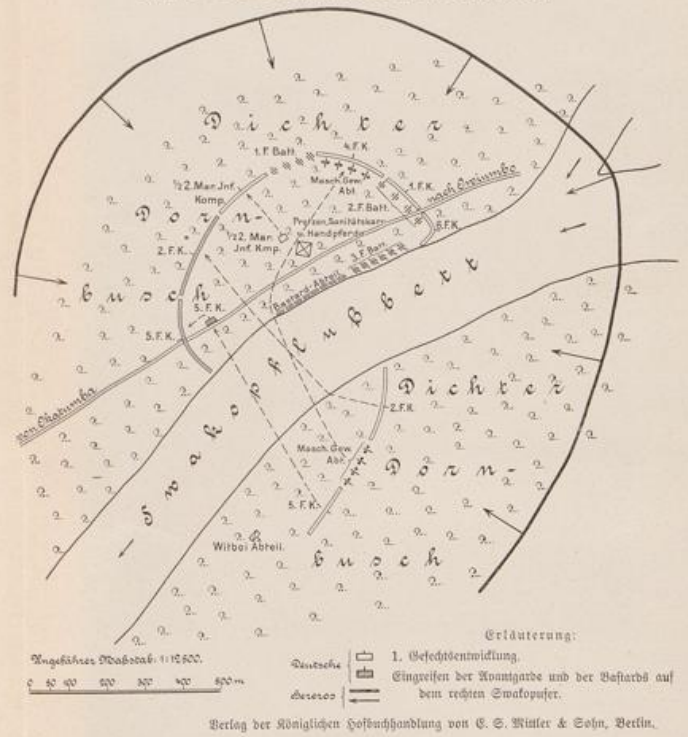 Dichter
1.F.Batt.
4.F.K.
Masch.Gew.
Abt.
1.F.K.
nach Owiumbo
½ 2.Mar.Inf.
Komp.
2.F.Batt.
Dorn-
Protzen, Sanitätskarr.
u. Handpferde
6.F.K.
½ 2.Mar.
Inf.Kmp.
2.F.K.
3.F.Batt.
busch
Bastard-Abteil.
5.F.K.
5.F.K.
von Okatumba
Swakopflußbett
Dichter
2.F.K.
Masch.Gew.
Abt.
Dorn-
5.F.K.
Witboi Abteil.
busch
Erläuterung:
Ungefährer Maßstab: 1:12500.
0 50 100 200 300 400 500 m
Deutsche
1. Gefechtsentwicklung.
Eingreifen der Avantgarde und der Bastards auf
dem rechten Swakopufer.
Hereros
Verlag der Königlichen Hofbuchhandlung von E. S. Mittler & Sohn, Berlin.